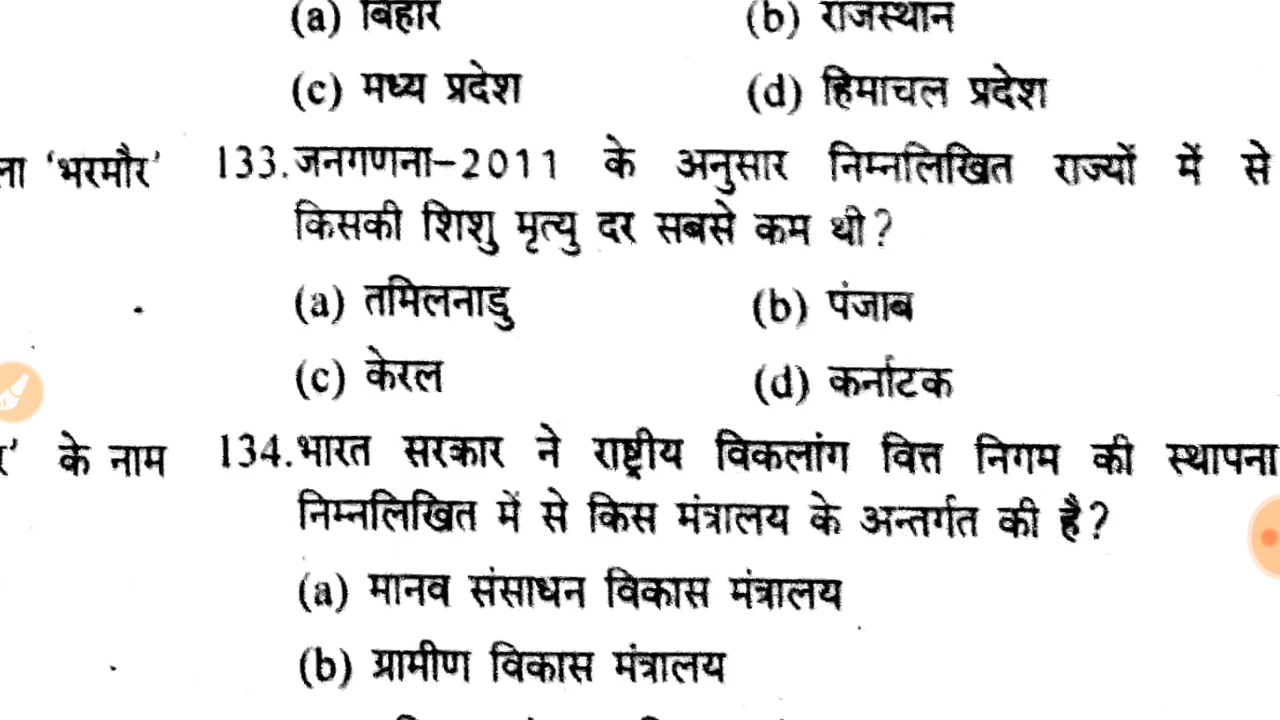 (a) बिहार (b) राजस्थान
(c) मध्य प्रदेश (d) हिमाचल प्रदेश
ला 'भरमौर'
133. जनगणना-2011 के अनुसार निम्नलिखित राज्यों में से
किसकी शिशु मृत्यु दर सबसे कम थी?
(a) तमिलनाडु (b) पंजाब
(c) केरल (d) कर्नाटक
र' के नाम
134. भारत सरकार ने राष्ट्रीय विकलांग वित्त निगम की स्थापना
निम्नलिखित में से किस मंत्रालय के अन्तर्गत की है?
(a) मानव संसाधन विकास मंत्रालय
(b) ग्रामीण विकास मंत्रालय